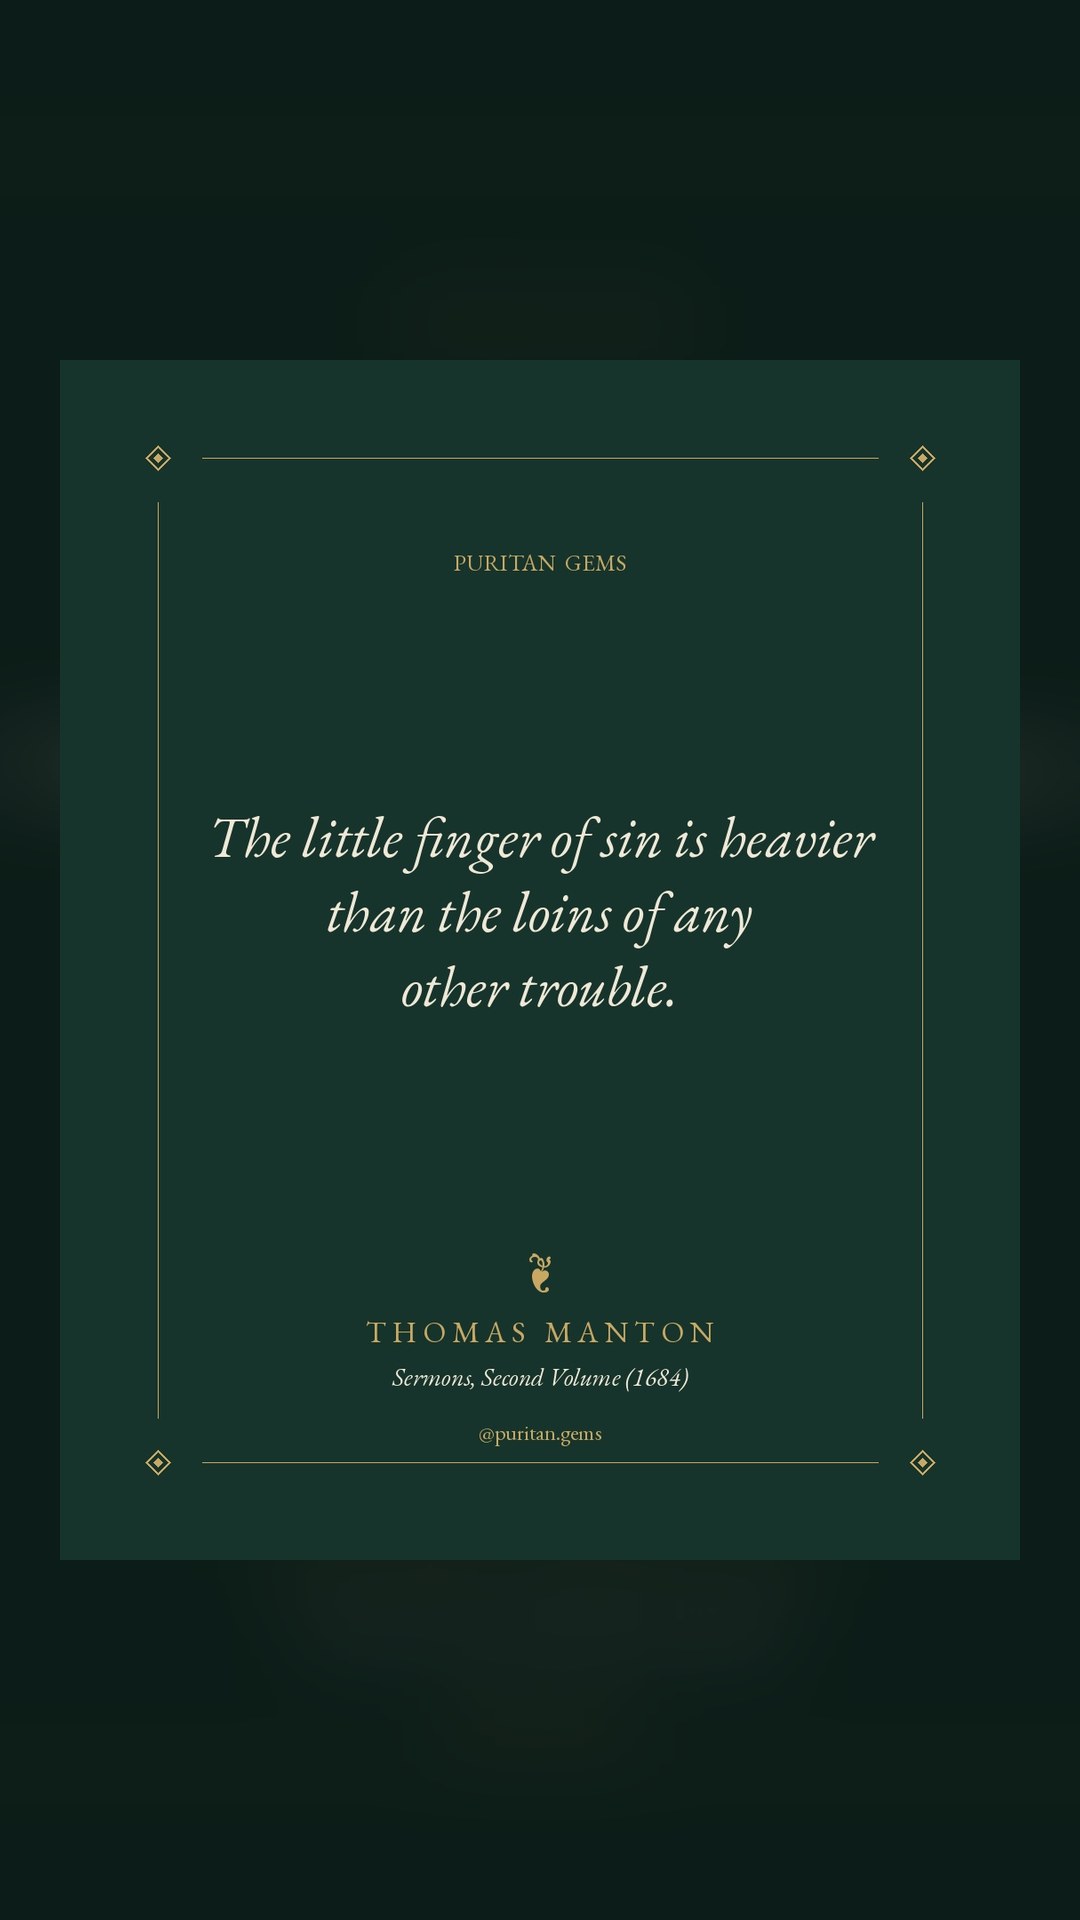 PURITAN GEMS
The little finger of sin is heavier
than the loins of any
other trouble.
THOMAS MANTON
Sermons, Second Volume (1684)
@puritan.gems